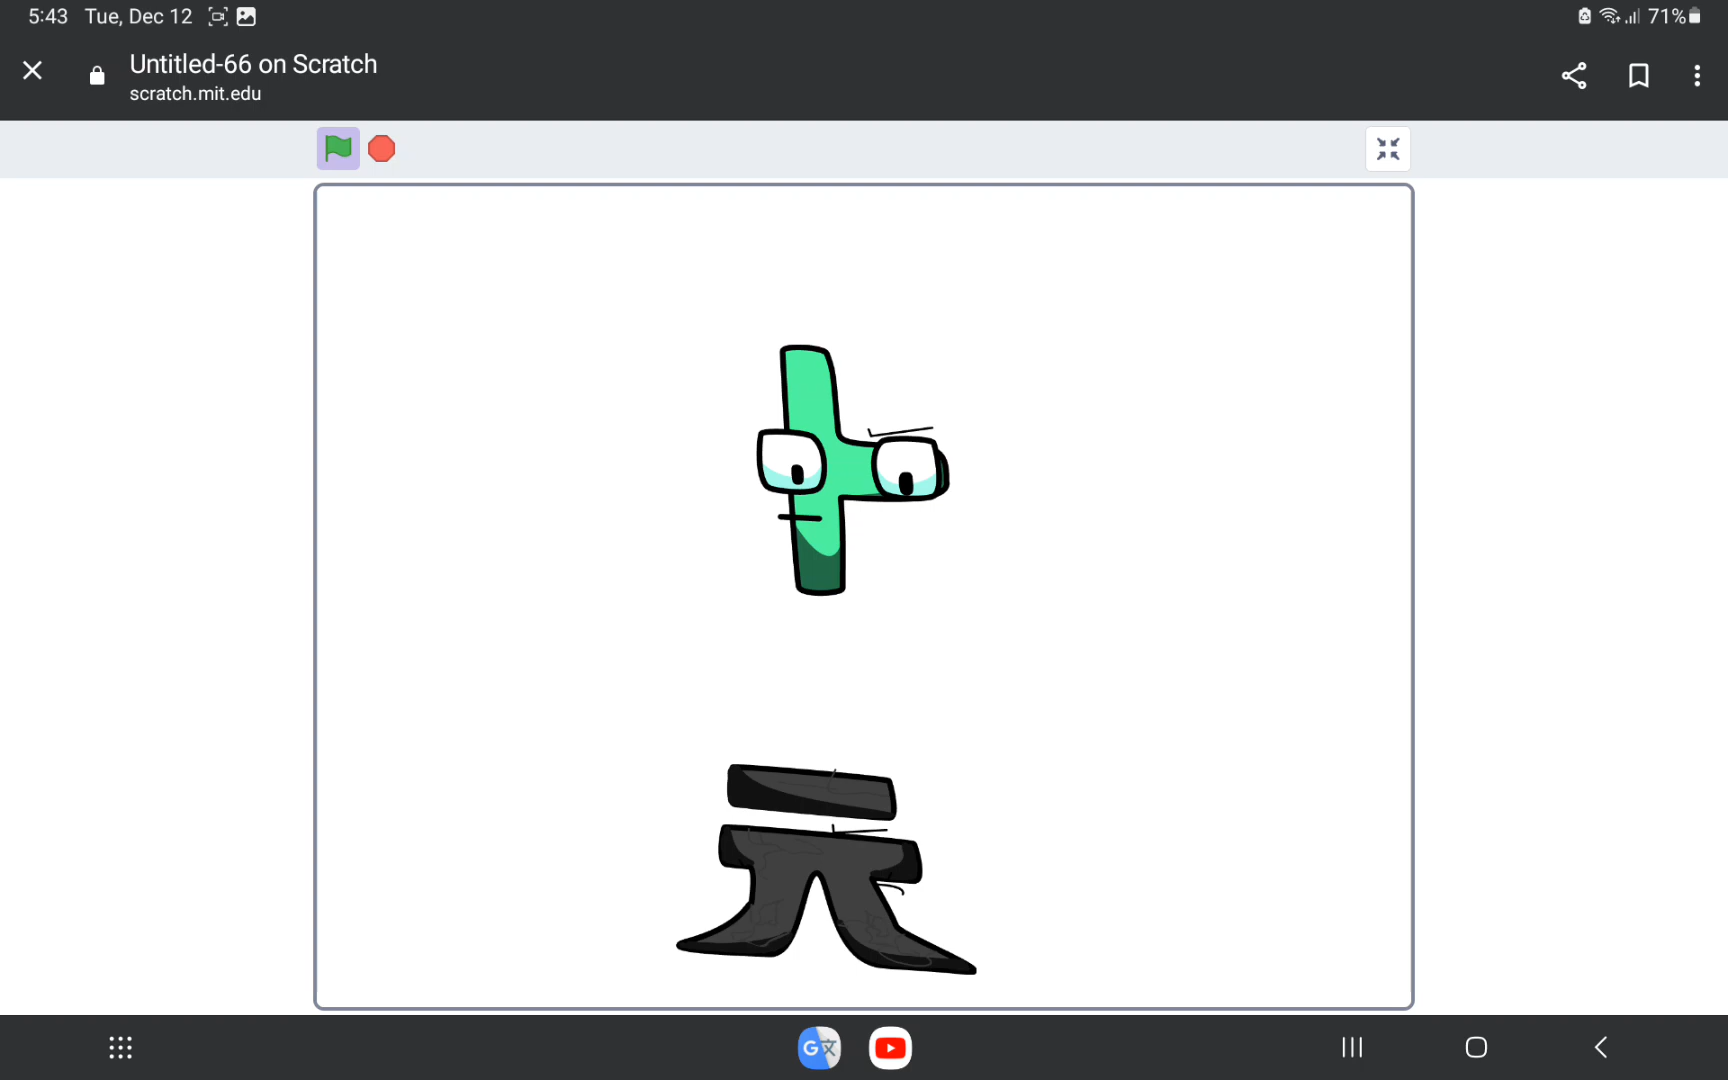 5:43 Tue, Dec 12 71%
Untitled-66 on Scratch
scratch.mit.edu
ㅏ
ㅊ